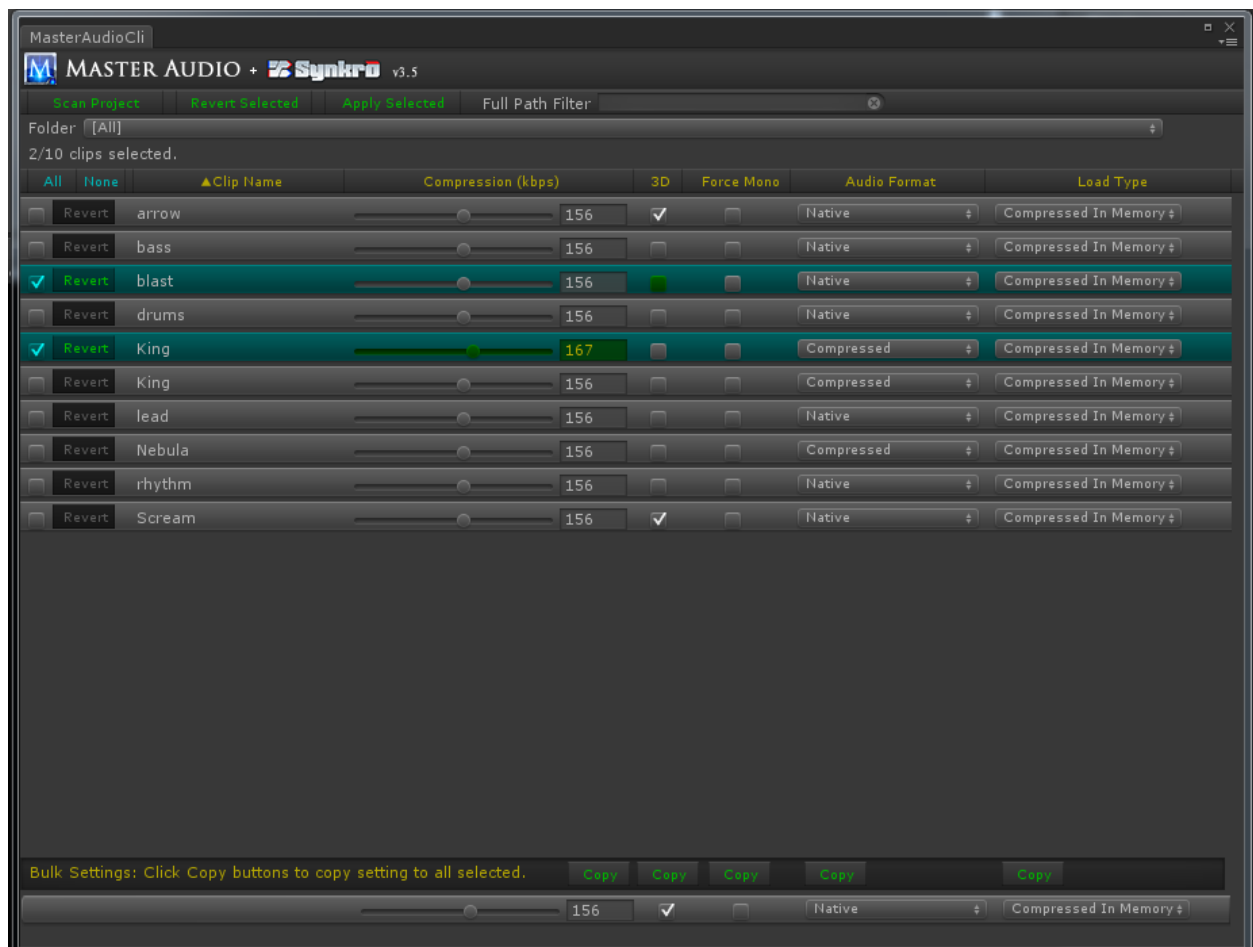 MasterAudioCli
M MASTER AUDIO + Synkro v3.5
Scan Project Revert Selected Apply Selected Full Path Filter
Folder [All]
2/10 clips selected.
All None ▲Clip Name Compression (kbps) 3D Force Mono Audio Format Load Type
Revert arrow 156 Native Compressed In Memory
Revert bass 156 Native Compressed In Memory
Revert blast 156 Native Compressed In Memory
Revert drums 156 Native Compressed In Memory
Revert King 167 Compressed Compressed In Memory
Revert King 156 Compressed Compressed In Memory
Revert lead 156 Native Compressed In Memory
Revert Nebula 156 Compressed Compressed In Memory
Revert rhythm 156 Native Compressed In Memory
Revert Scream 156 Native Compressed In Memory
Bulk Settings: Click Copy buttons to copy setting to all selected. Copy Copy Copy Copy Copy
156 Native Compressed In Memory